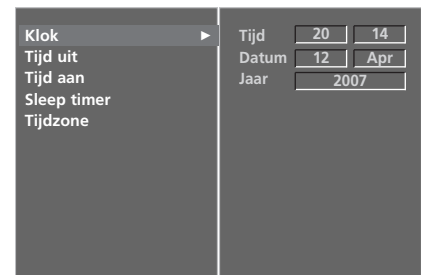 Klok ►
Tijd uit
Tijd aan
Sleep timer
Tijdzone
Tijd 20 14
Datum 12 Apr
Jaar 2007